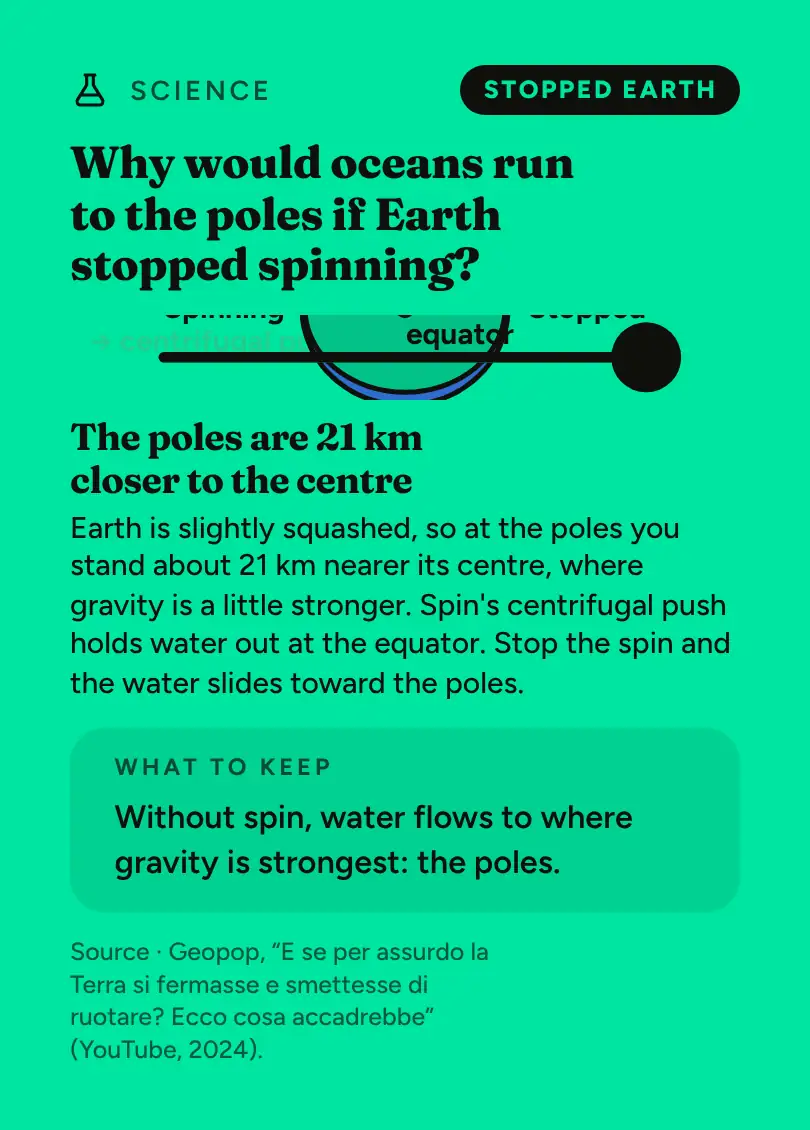 SCIENCE
STOPPED EARTH
Why would oceans run
to the poles if Earth
stopped spinning?
Spinning
Stopped
equator
→ centrifugal
The poles are 21 km
closer to the centre
Earth is slightly squashed, so at the poles you
stand about 21 km nearer its centre, where
gravity is a little stronger. Spin's centrifugal push
holds water out at the equator. Stop the spin and
the water slides toward the poles.
WHAT TO KEEP
Without spin, water flows to where
gravity is strongest: the poles.
Source · Geopop, “E se per assurdo la
Terra si fermasse e smettesse di
ruotare? Ecco cosa accadrebbe”
(YouTube, 2024).